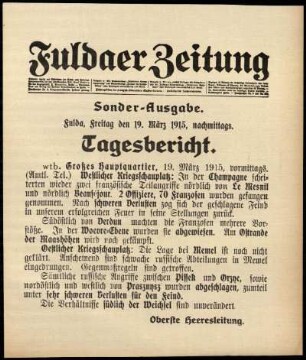 Fuldaer Zeitung
Sonder-Ausgabe.
Fulda, Freitag den 19. März 1915, nachmittags.
Tagesbericht.
wtb. Großes Hauptquartier, 19. März 1915, vormittags.
(Amtl. Tel.) Westlicher Kriegsschauplatz: In der Champagne schei-
terten wieder zwei französische Teilangriffe nördlich von Le Mesnil
und nördlich Beausejour. 2 Offiziere, 70 Franzosen wurden gefangen
genommen. Nach schweren Verlusten zog sich der geschlagene Feind
in unserem erfolgreichen Feuer in seine Stellungen zurück.
Südöstlich von Verdun machten die Franzosen mehrere Vor-
stöße. In der Woevre-Ebene wurden sie abgewiesen. Am Ostrande
der Maashöhen wird noch gekämpft.
Oestlicher Kriegsschauplatz: Die Lage bei Memel ist noch nicht
geklärt. Anscheinend sind schwache russische Abteilungen in Memel
eingedrungen. Gegenmaßregeln sind getroffen.
Sämtliche russische Angriffe zwischen Pissek und Orzyc, sowie
nordöstlich und westlich von Prasznysz wurden abgeschlagen, zuletzt
unter sehr schweren Verlusten für den Feind.
Die Verhältnisse südlich der Weichsel sind unverändert.
Oberste Heeresleitung.